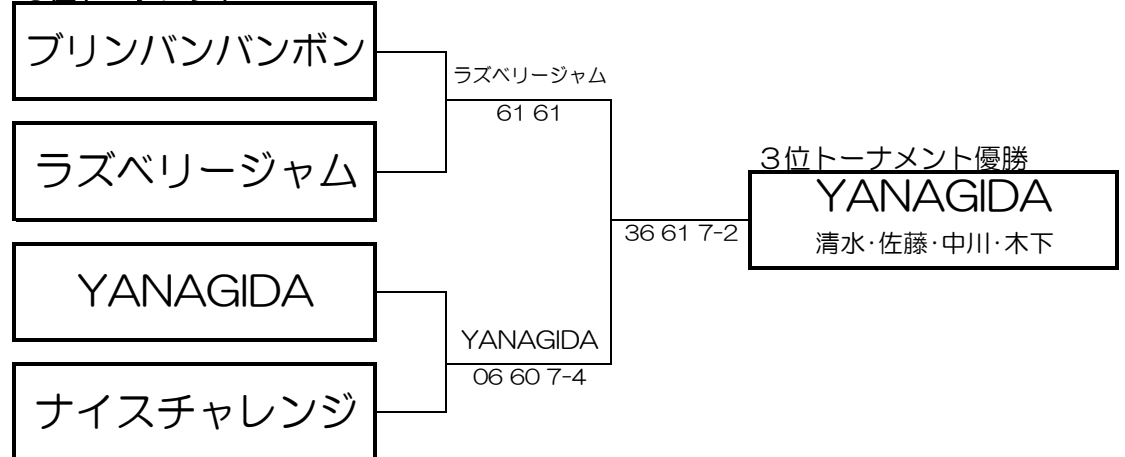 ブリンバンバンボン
ラズベリージャム
61 61
ラズベリージャム
３位トーナメント優勝
YANAGIDA
清水・佐藤・中川・木下
36 61 7-2
YANAGIDA
YANAGIDA
06 60 7-4
ナイスチャレンジ